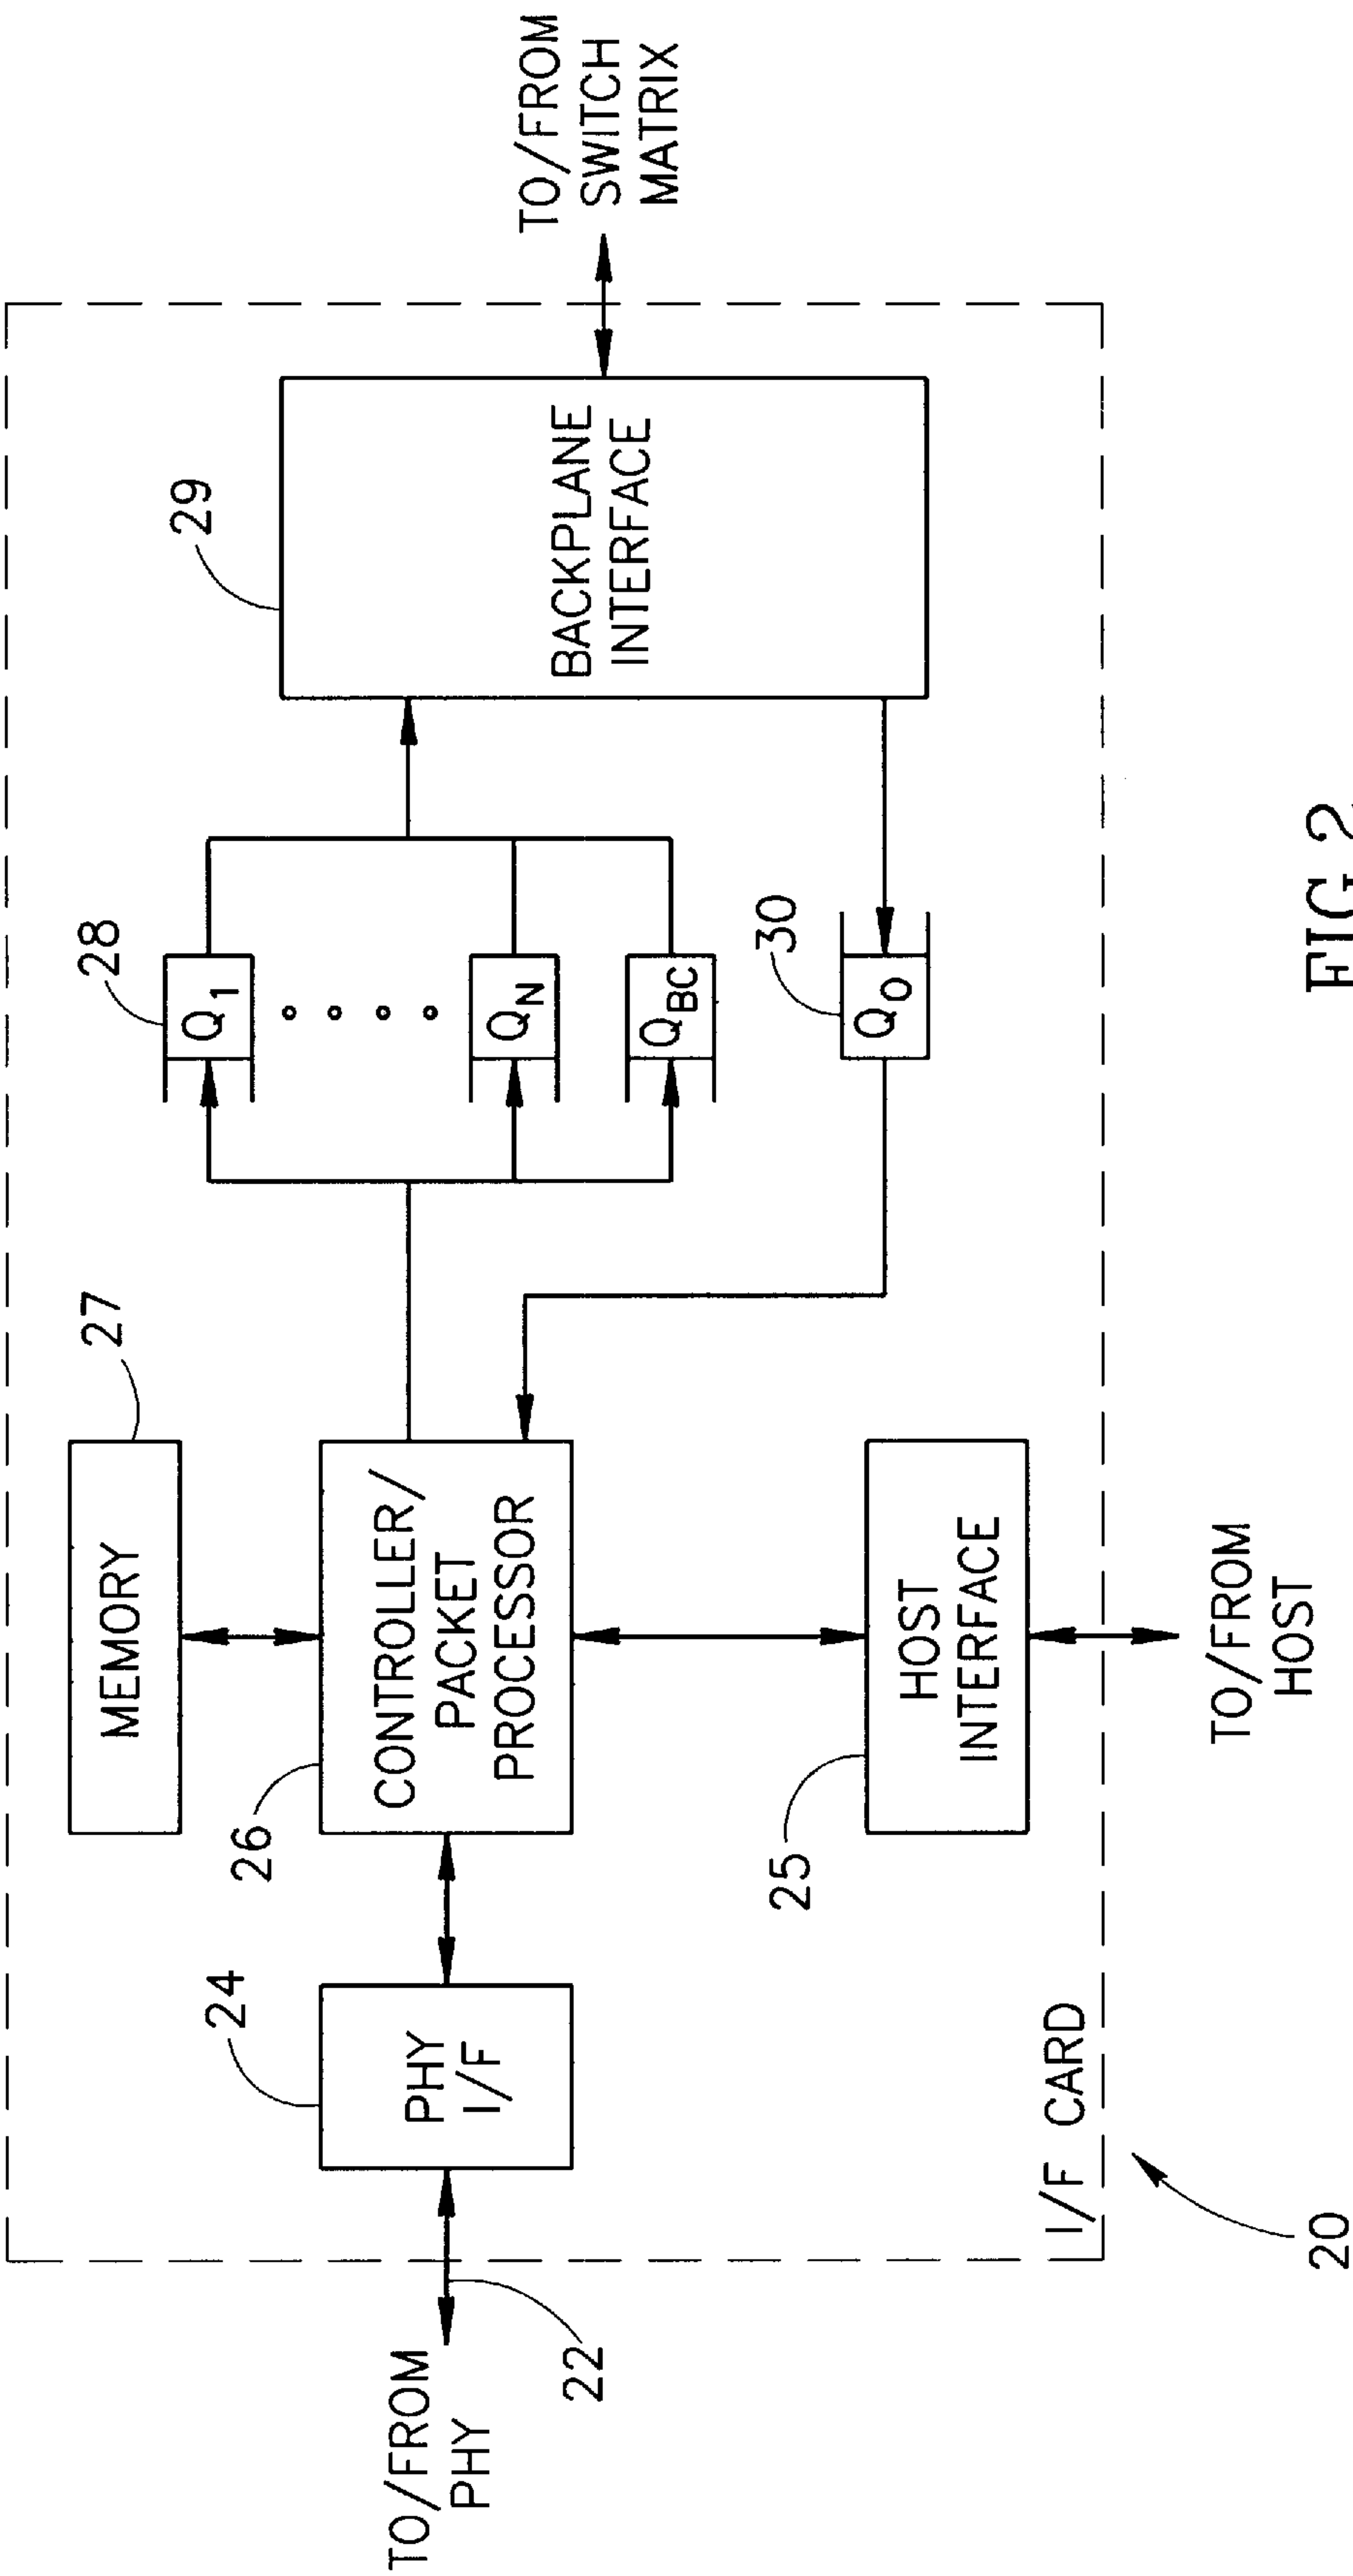 MEMORY
27
28
29
Q1
QN
QBC
30
QO
BACKPLANE
INTERFACE
TO/FROM
SWITCH
MATRIX
24
26
CONTROLLER/
PACKET
PROCESSOR
PHY
I/F
TO/FROM
PHY
22
25
HOST
INTERFACE
I/F CARD
20
TO/FROM
HOST
FIG.2